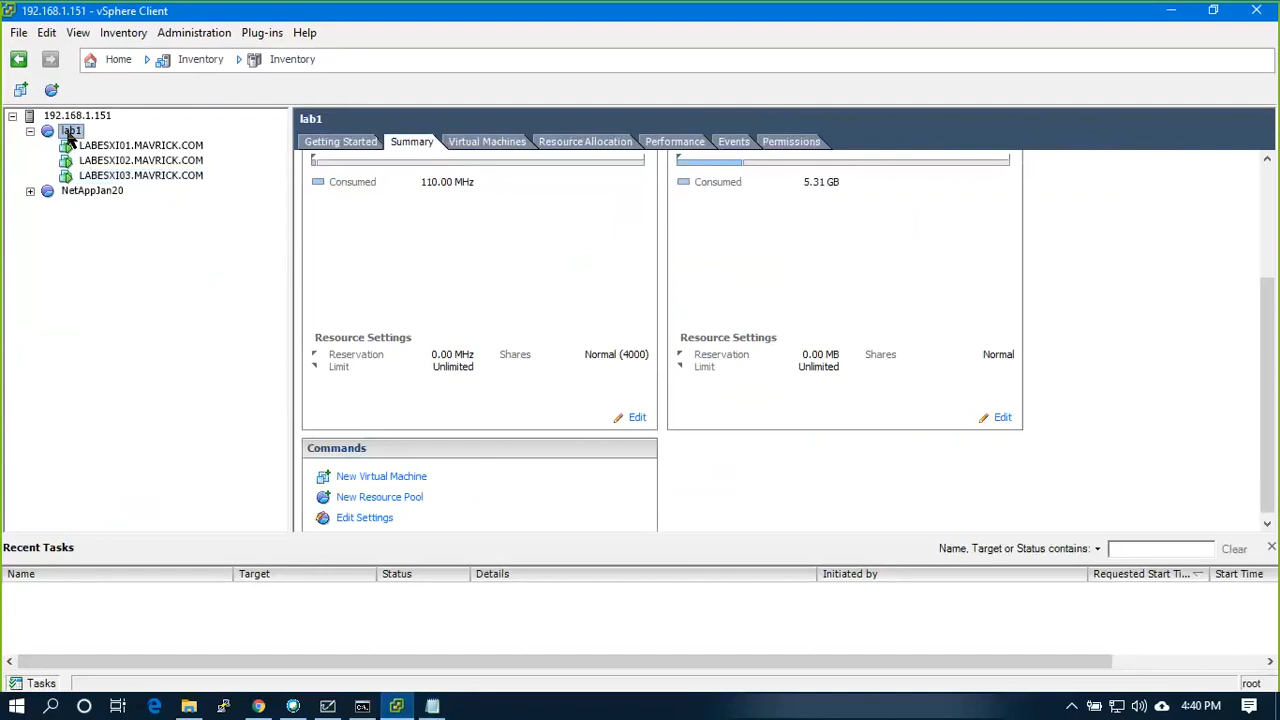 192.168.1.151 - vSphere Client
File Edit View Inventory Administration Plug-ins Help
Home Inventory Inventory
192.168.1.151
lab1
LABESXI01.MAVRICK.COM
LABESXI02.MAVRICK.COM
LABESXI03.MAVRICK.COM
NetAppJan20
lab1
Getting Started Summary Virtual Machines Resource Allocation Performance Events Permissions
Consumed 110.00 MHz Consumed 5.31 GB
Resource Settings Resource Settings
Reservation 0.00 MHz Shares Normal (4000) Reservation 0.00 MB Shares Normal
Limit Unlimited Limit Unlimited
Edit Edit
Commands
New Virtual Machine
New Resource Pool
Edit Settings
Recent Tasks Name, Target or Status contains: Clear
Name Target Status Details Initiated by Requested Start Ti... Start Time
Tasks root
4:40 PM